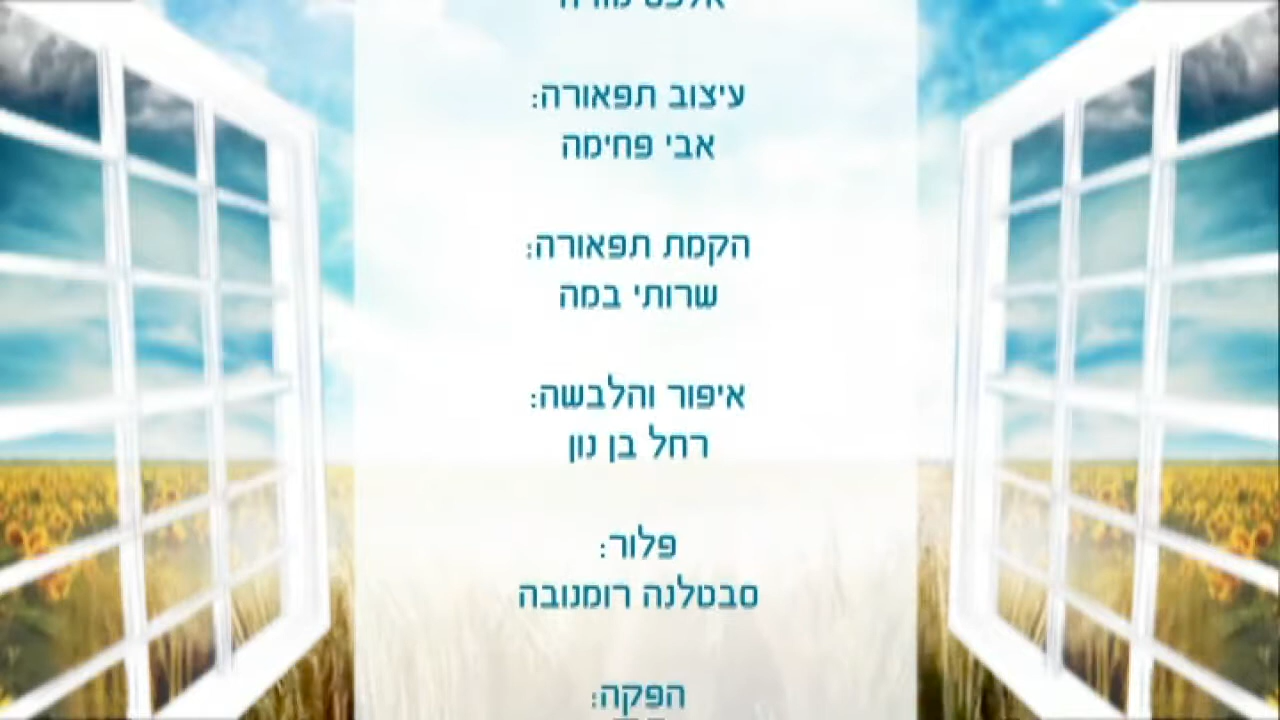 עיצוב תפאורה:
אבי פחימה
הקמת תפאורה:
שרותי במה
איפור והלבשה:
רחל בן נון
פלור:
סבטלנה רומנובה
הפקה: